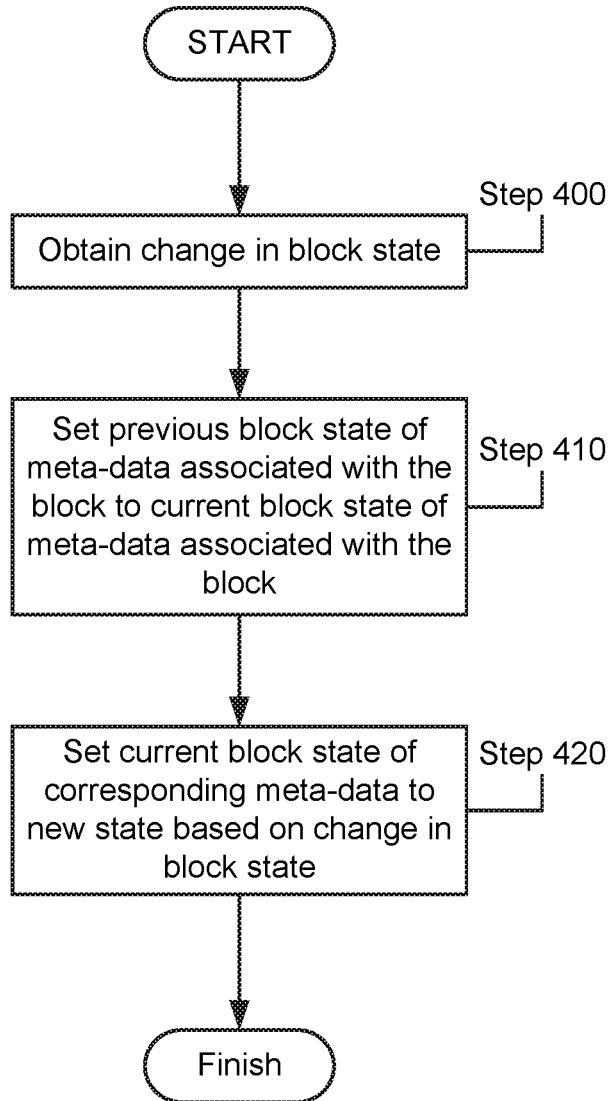 START
Step 400
Obtain change in block state
Set previous block state of
meta-data associated with the
block to current block state of
meta-data associated with the
block
Step 410
Set current block state of
corresponding meta-data to
new state based on change in
block state
Step 420
Finish